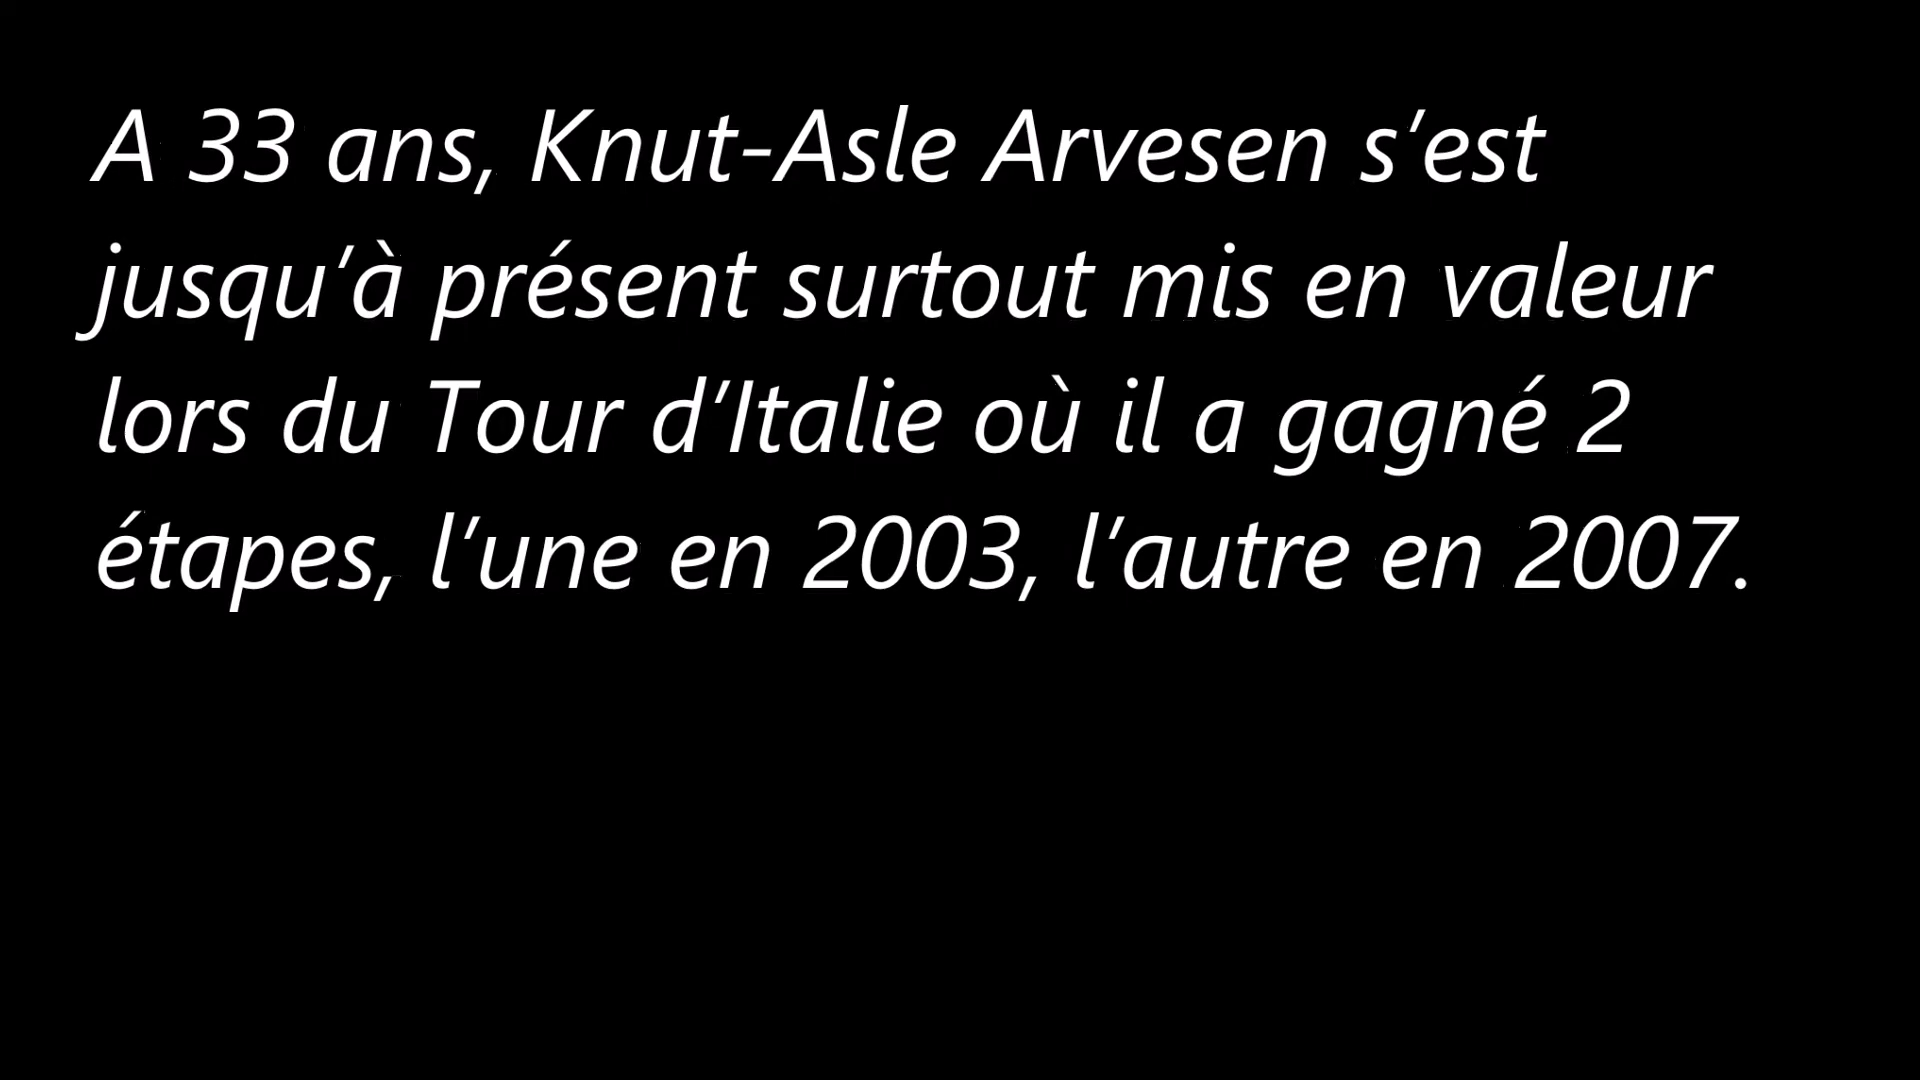 A 33 ans, Knut-Asle Arvesen s’est
jusqu’à présent surtout mis en valeur
lors du Tour d’Italie où il a gagné 2
étapes, l’une en 2003, l’autre en 2007.